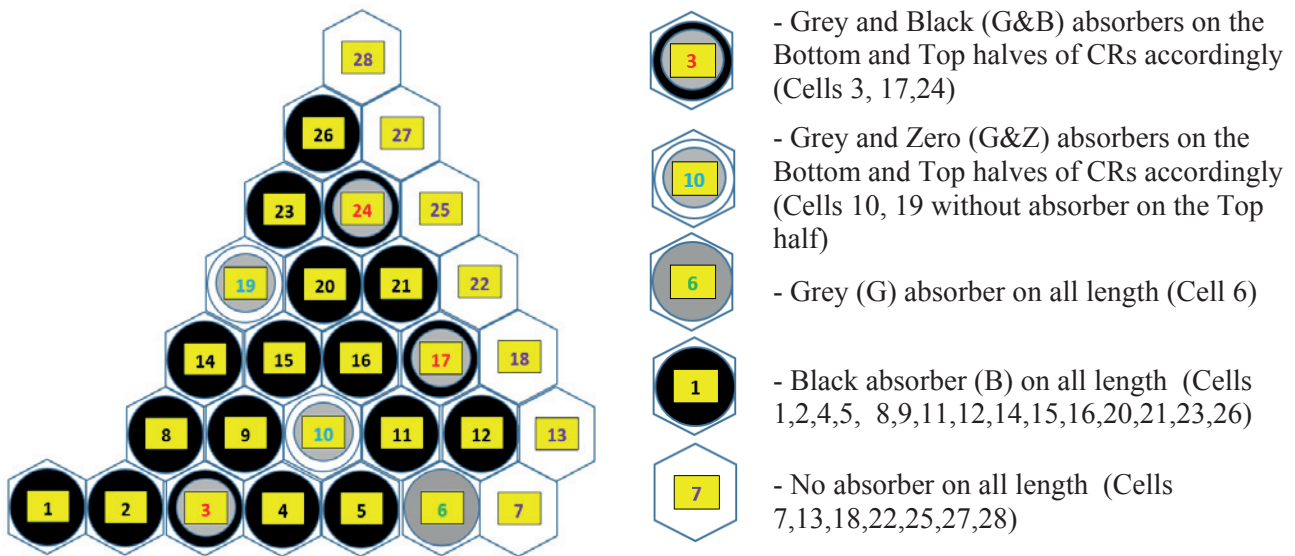 28
26 27
23 24 25
19 20 21 22
14 15 16 17 18
8 9 10 11 12 13
1 2 3 4 5 6 7
3
- Grey and Black (G&B) absorbers on the
Bottom and Top halves of CRs accordingly
(Cells 3, 17,24)
10
- Grey and Zero (G&Z) absorbers on the
Bottom and Top halves of CRs accordingly
(Cells 10, 19 without absorber on the Top
half)
6
- Grey (G) absorber on all length (Cell 6)
1
- Black absorber (B) on all length (Cells
1,2,4,5, 8,9,11,12,14,15,16,20,21,23,26)
7
- No absorber on all length (Cells
7,13,18,22,25,27,28)